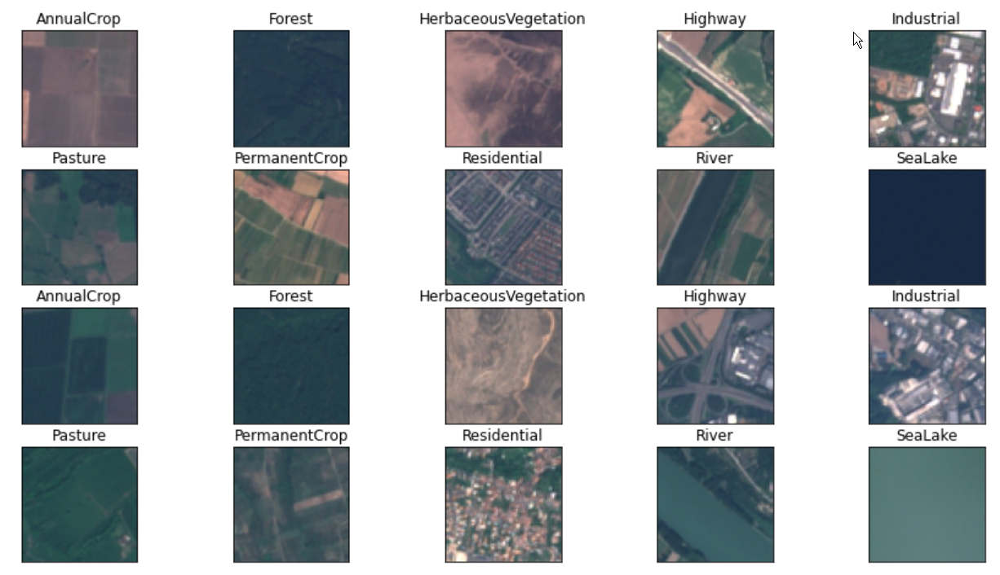 AnnualCrop Forest HerbaceousVegetation Highway Industrial
Pasture PermanentCrop Residential River SeaLake
AnnualCrop Forest HerbaceousVegetation Highway Industrial
Pasture PermanentCrop Residential River SeaLake